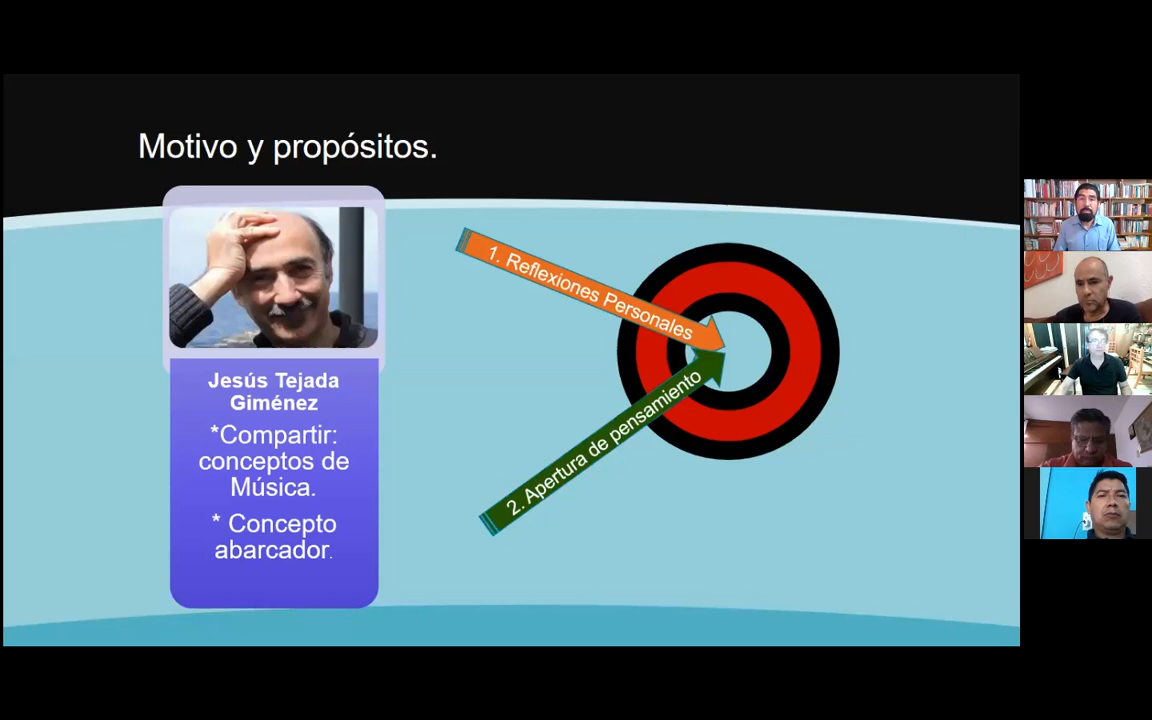 Motivo y propósitos.
Jesús Tejada
Giménez
*Compartir:
conceptos de
Música.
* Concepto
abarcador.
1. Reflexiones Personales
2. Apertura de pensamiento